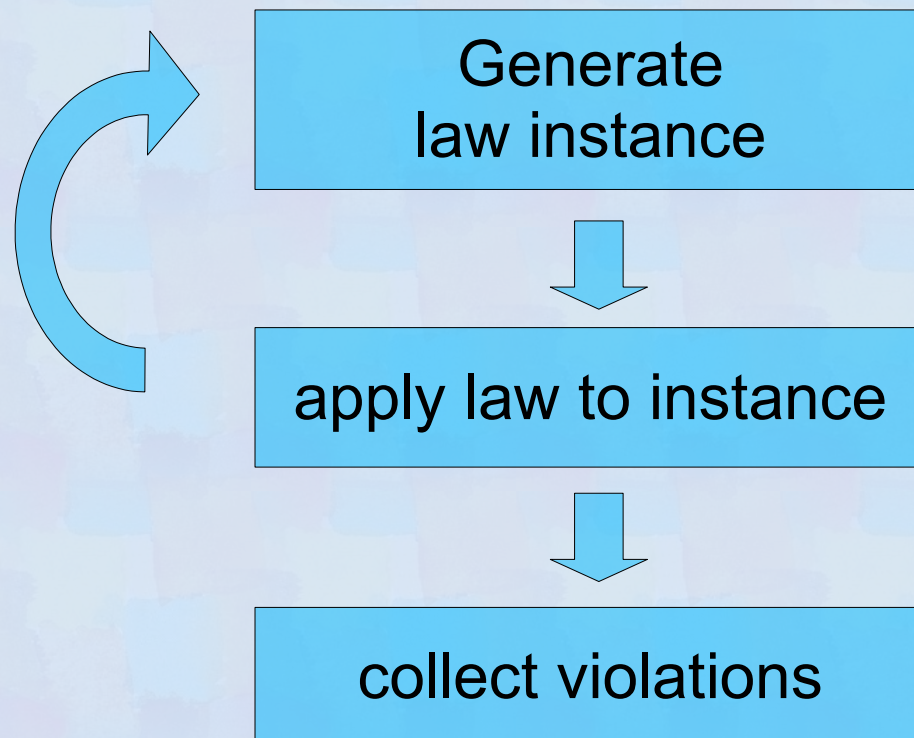 Generate
law instance
apply law to instance
collect violations